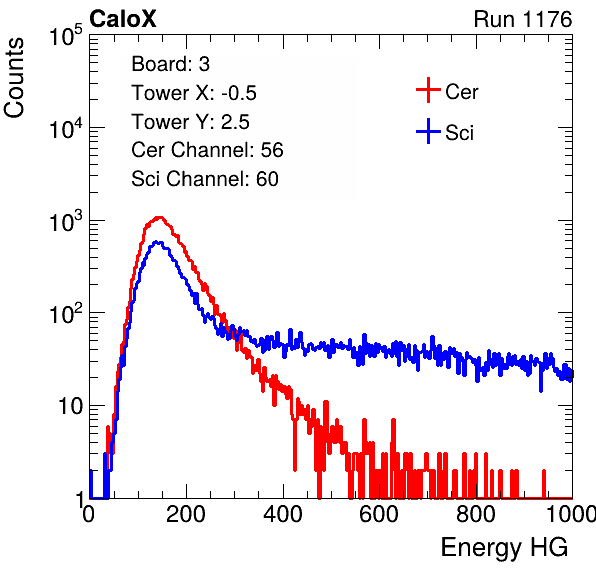 CaloX Run 1176
Counts
10^5
10^4
10^3
10^2
10
1
Board: 3
Tower X: -0.5
Tower Y: 2.5
Cer Channel: 56
Sci Channel: 60
Cer
Sci
0 200 400 600 800 1000
Energy HG